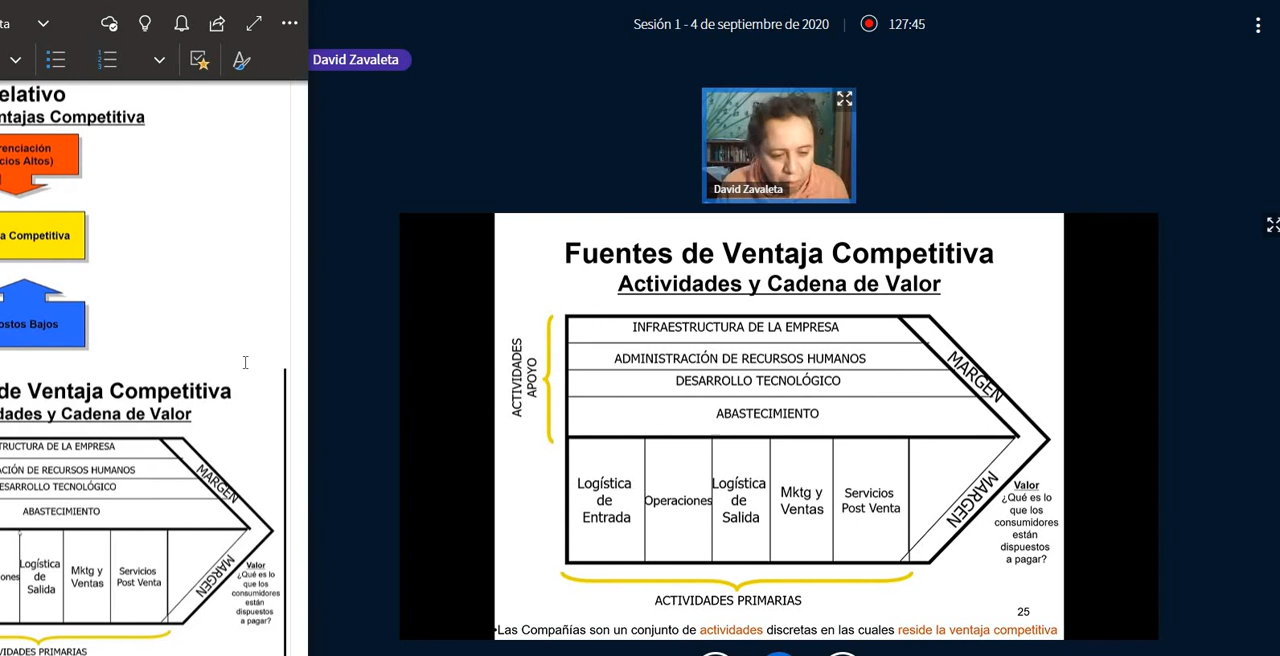 ta
Sesión 1 - 4 de septiembre de 2020
127:45
David Zavaleta
David Zavaleta
elativo
ntajas Competitiva
renciación
cios Altos)
a Competitiva
ostos Bajos
de Ventaja Competitiva
dades y Cadena de Valor
TRUCTURA DE LA EMPRESA
ACIÓN DE RECURSOS HUMANOS
ESARROLLO TECNOLÓGICO
ABASTECIMIENTO
MARGEN
ones
Logística
de
Salida
Mktg y
Ventas
Servicios
Post Venta
MARGEN
Valor
¿Qué es lo
que los
consumidores
están
dispuestos
a pagar?
VIDADES PRIMARIAS
Fuentes de Ventaja Competitiva
Actividades y Cadena de Valor
ACTIVIDADES
APOYO
INFRAESTRUCTURA DE LA EMPRESA
ADMINISTRACIÓN DE RECURSOS HUMANOS
DESARROLLO TECNOLÓGICO
ABASTECIMIENTO
MARGEN
Logística
de
Entrada
Operaciones
Logística
de
Salida
Mktg y
Ventas
Servicios
Post Venta
MARGEN
Valor
¿Qué es lo
que los
consumidores
están
dispuestos
a pagar?
ACTIVIDADES PRIMARIAS
25
•Las Compañías son un conjunto de actividades discretas en las cuales reside la ventaja competitiva